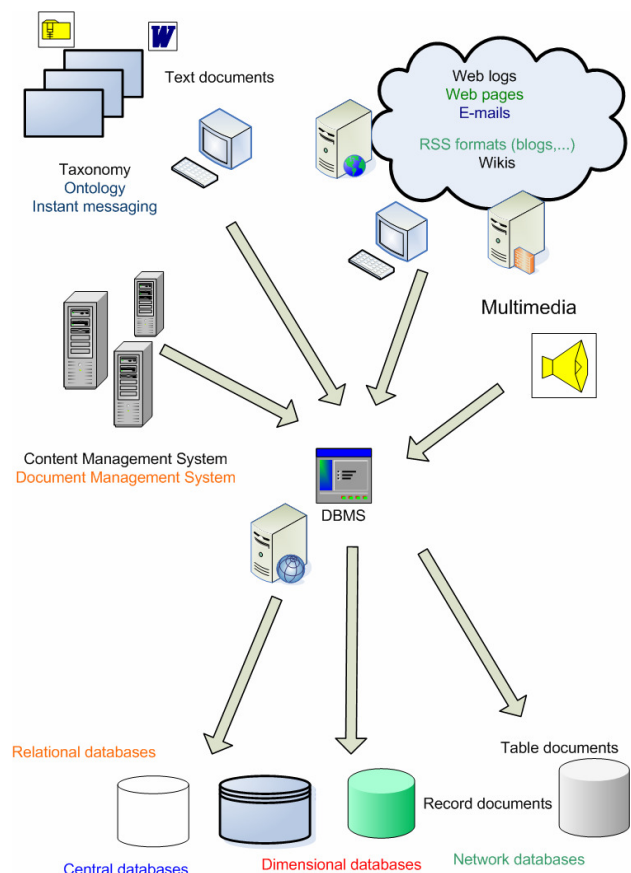 W
Text documents
Taxonomy
Ontology
Instant messaging
Web logs
Web pages
E-mails
RSS formats (blogs,...)
Wikis
Multimedia
Content Management System
Document Management System
DBMS
Relational databases
Table documents
Record documents
Central databases
Dimensional databases
Network databases